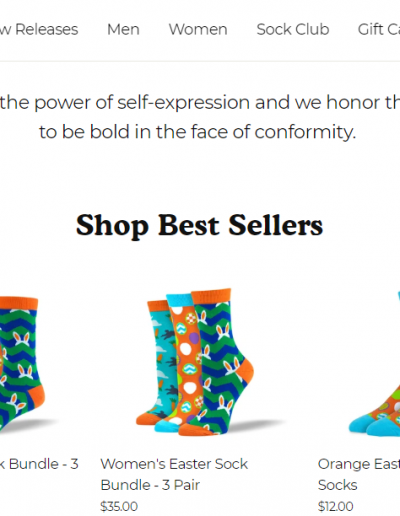 w Releases Men Women Sock Club Gift Ca
the power of self-expression and we honor th
to be bold in the face of conformity.
Shop Best Sellers
k Bundle - 3
Women's Easter Sock
Bundle - 3 Pair
$35.00
Orange East
Socks
$12.00